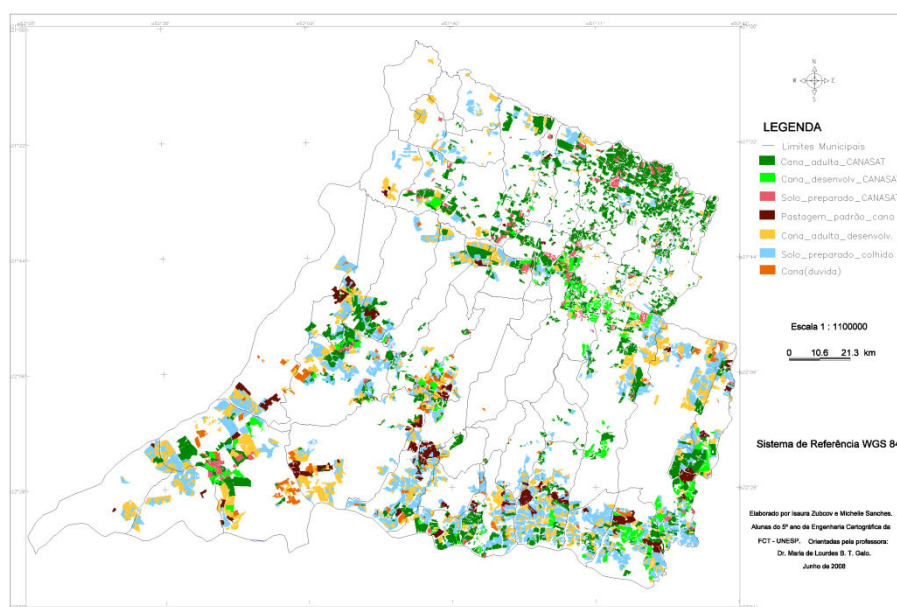 N
W E
S
LEGENDA
Limites Municipais
Cana_adulta_CANASAT
Cana_desenvolv_CANASAT
Solo_preparado_CANASAT
Pastagem_padrão_cana
Cana_adulta_desenvolv.
Solo_preparado_colhido
Cana(duvida)
Escala 1 : 1100000
0 10.6 21.3 km
Sistema de Referência WGS 84
Elaborado por Isaura Zubcov e Michelle Sanches.
Alunas do 5º ano de Engenharia Cartográfica da
FCT - UNESP. Orientadas pela professora:
Dr. Maria de Lourdes B. T. Galo.
Junho de 2008